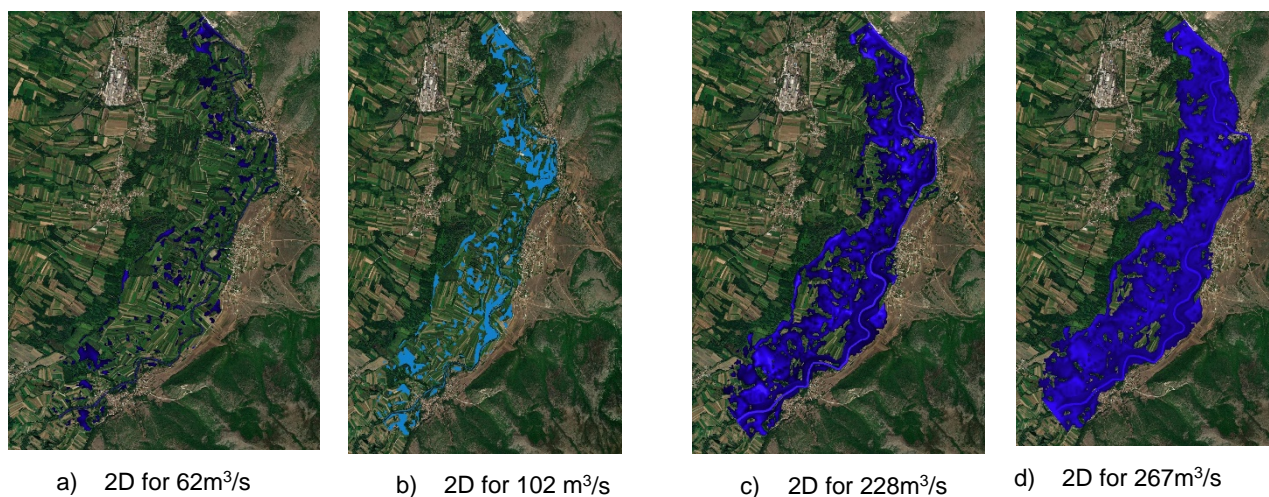 a) 2D for 62m³/s
b) 2D for 102 m³/s
c) 2D for 228m³/s
d) 2D for 267m³/s